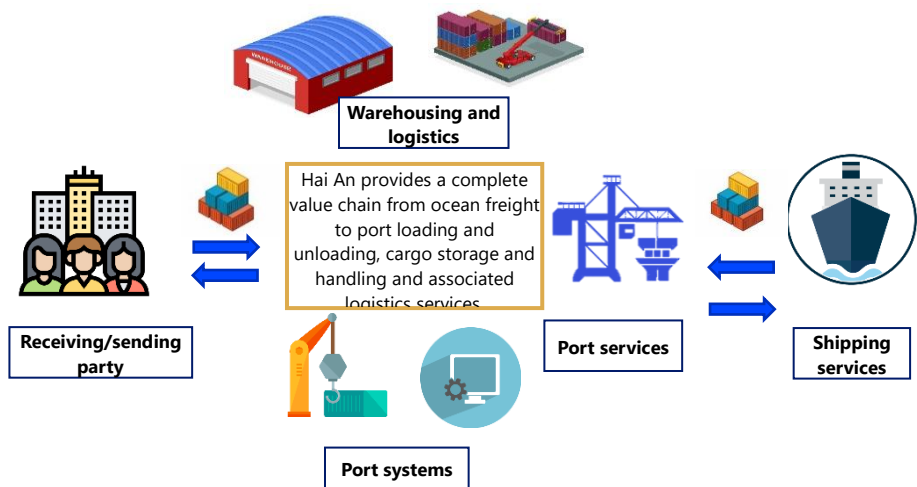 WAREHOUSE
Warehousing and
logistics
Hai An provides a complete
value chain from ocean freight
to port loading and
unloading, cargo storage and
handling and associated
logistics services
Receiving/sending
party
Port services
Shipping
services
Port systems